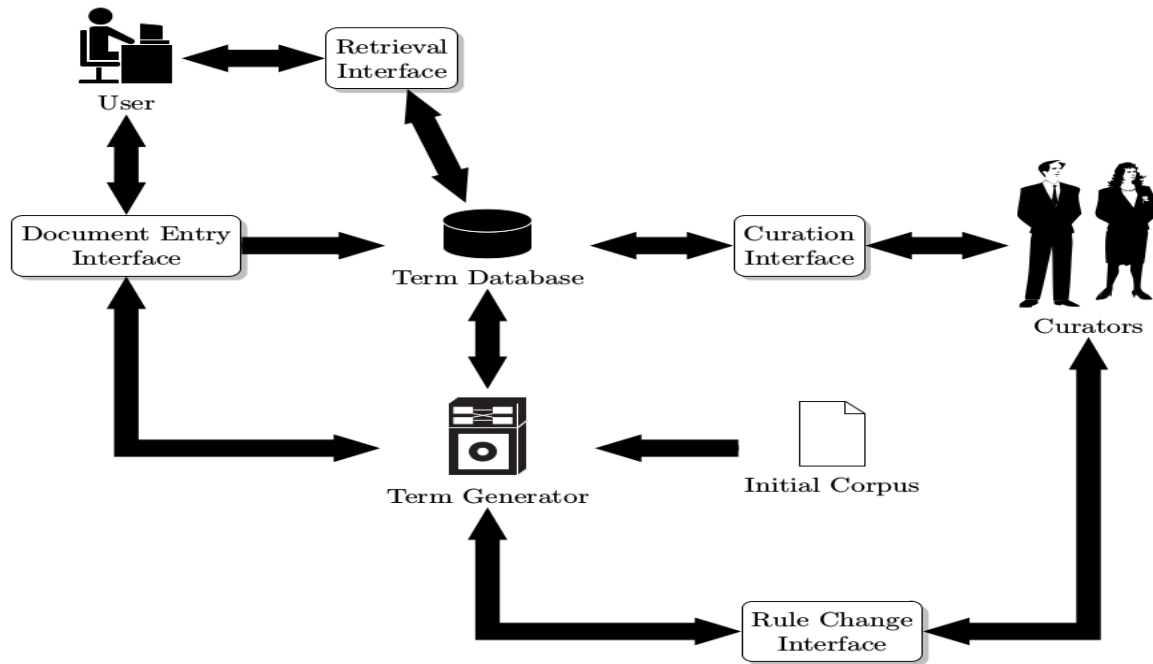 Retrieval
Interface
User
Document Entry
Interface
Term Database
Curation
Interface
Curators
Term Generator
Initial Corpus
Rule Change
Interface